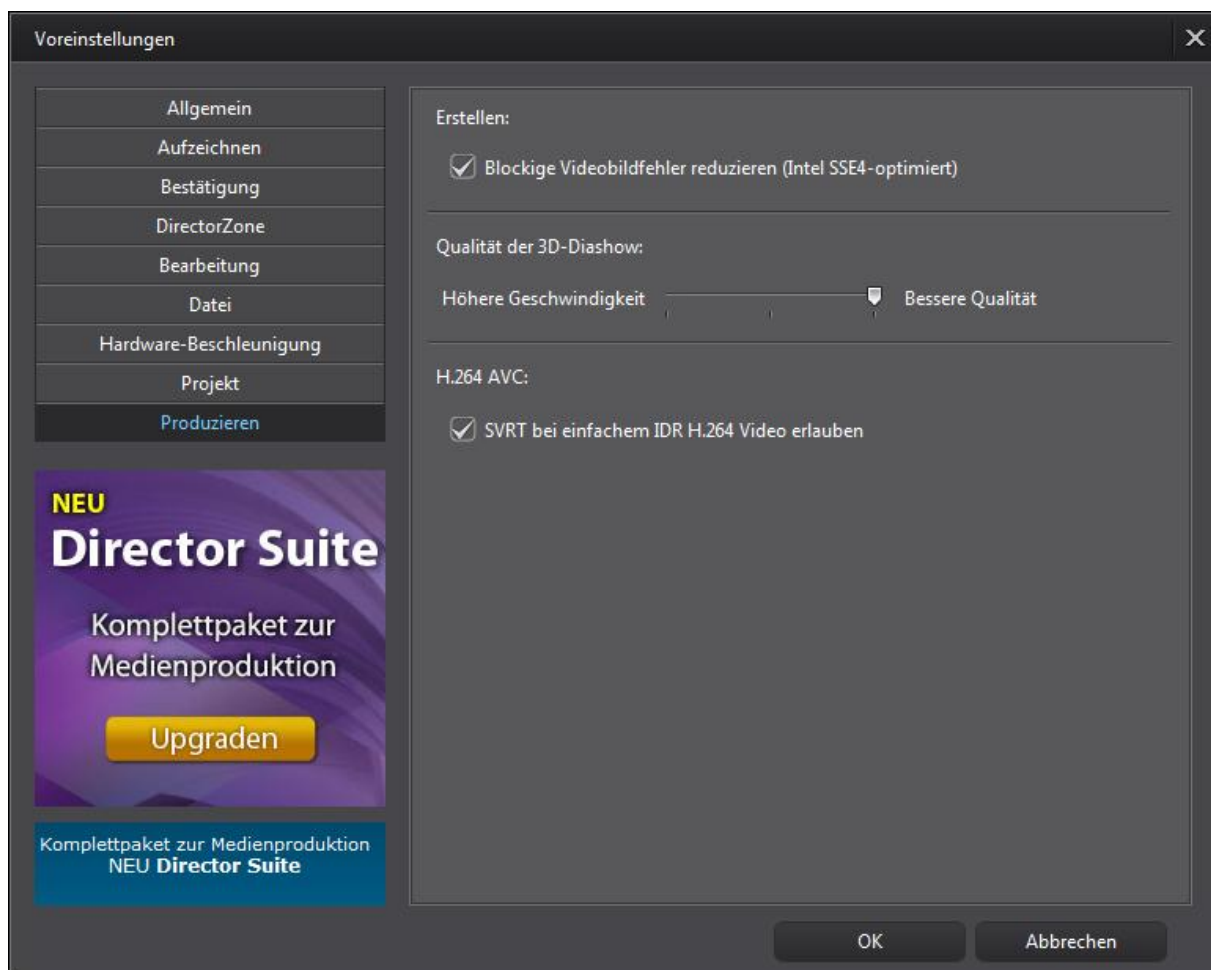 Voreinstellungen
Allgemein
Aufzeichnen
Bestätigung
DirectorZone
Bearbeitung
Datei
Hardware-Beschleunigung
Projekt
Produzieren
NEU
Director Suite
Komplettpaket zur
Medienproduktion
Upgraden
Komplettpaket zur Medienproduktion
NEU Director Suite
Erstellen:
Blockige Videobildfehler reduzieren (Intel SSE4-optimiert)
Qualität der 3D-Diashow:
Höhere Geschwindigkeit Bessere Qualität
H.264 AVC:
SVRT bei einfachem IDR H.264 Video erlauben
OK Abbrechen